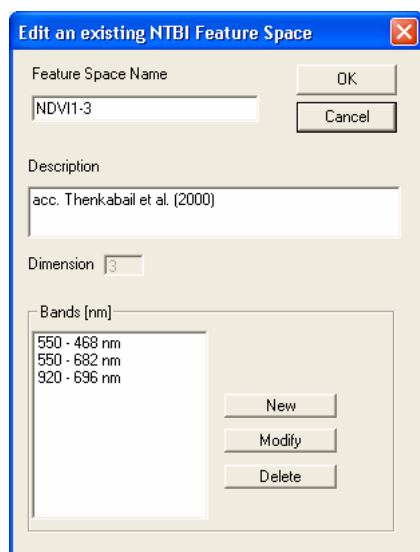 Edit an existing NTBI Feature Space
Feature Space Name
OK
NDVI1-3
Cancel
Description
acc. Thenkabail et al. (2000)
Dimension 3
Bands [nm]
550 - 468 nm
550 - 682 nm
920 - 696 nm
New
Modify
Delete